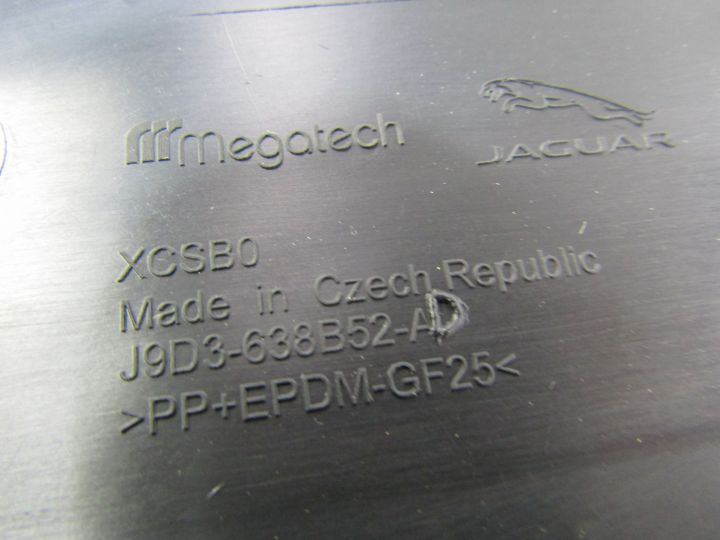 megatech
JAGUAR
XCSB0
Made in Czech Republic
J9D3-638B52-AD
>PP+EPDM-GF25<